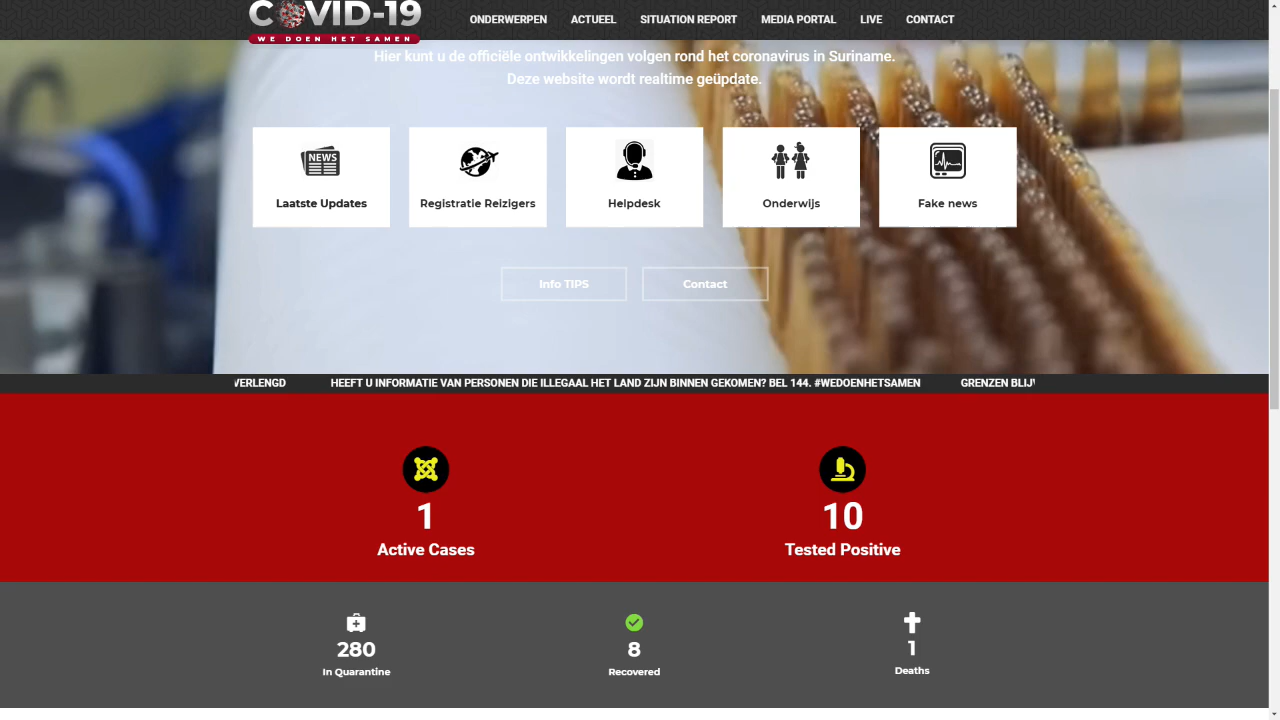 COVID-19
WE DOEN HET SAMEN
ONDERWERPEN ACTUEEL SITUATION REPORT MEDIA PORTAL LIVE CONTACT
Hier kunt u de officiële ontwikkelingen volgen rond het coronavirus in Suriname.
Deze website wordt realtime geüpdate.
NEWS
Laatste Updates
Registratie Reizigers
Helpdesk
Onderwijs
Fake news
Info TIPS
Contact
VERLENGD HEEFT U INFORMATIE VAN PERSONEN DIE ILLEGAAL HET LAND ZIJN BINNEN GEKOMEN? BEL 144. #WEDOENHETSAMEN GRENZEN BLIJV
1
Active Cases
10
Tested Positive
280
In Quarantine
8
Recovered
1
Deaths